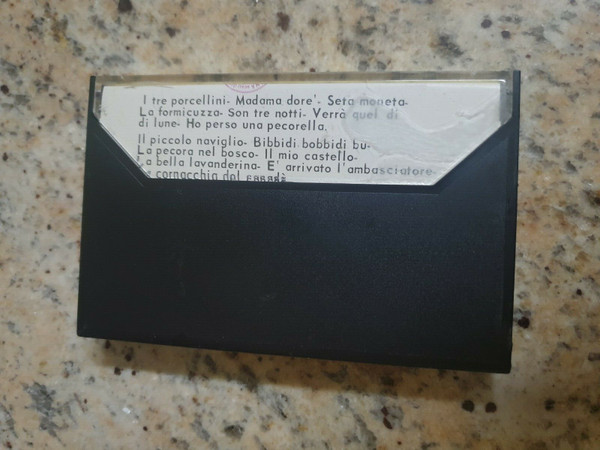 I tre porcellini- Madama dore'- Seta moneta-
La formicuzza- Son tre notti- Verrà quel di
di lune- Ho perso una pecorella.
Il piccolo naviglio- Bibbidi bobbidi bu-
La pecora nel bosco- Il mio castello-
La bella lavanderina- E' arrivato l'ambasciatore-
cornacchia del